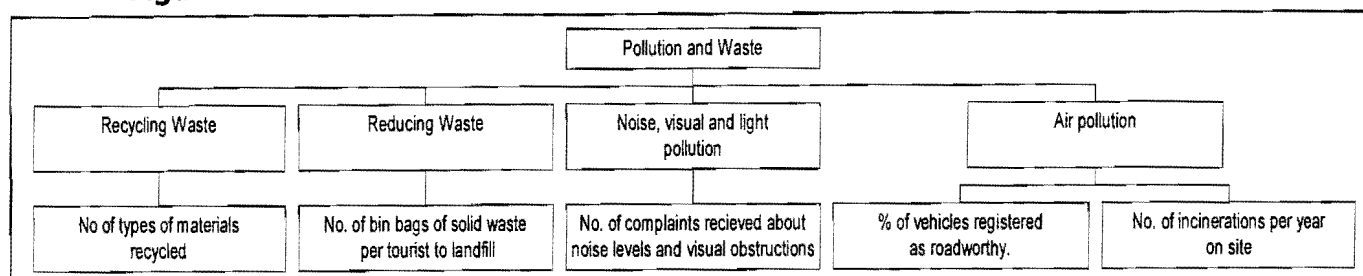 Pollution and Waste
Recycling Waste
Reducing Waste
Noise, visual and light
pollution
Air pollution
No of types of materials
recycled
No. of bin bags of solid waste
per tourist to landfill
No. of complaints recieved about
noise levels and visual obstructions
% of vehicles registered
as roadworthy.
No. of incinerations per year
on site